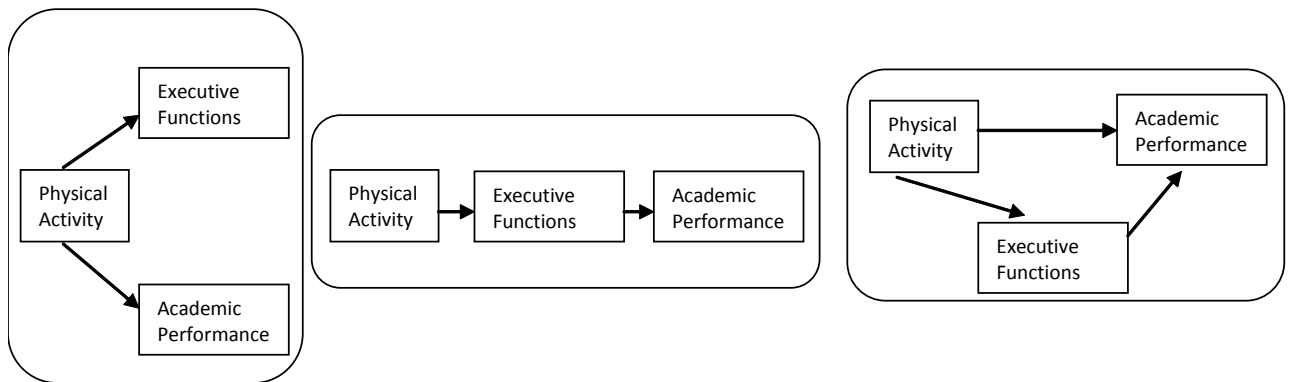 Executive
Functions
Physical
Activity
Academic
Performance
Physical
Activity
Executive
Functions
Academic
Performance
Physical
Activity
Academic
Performance
Executive
Functions